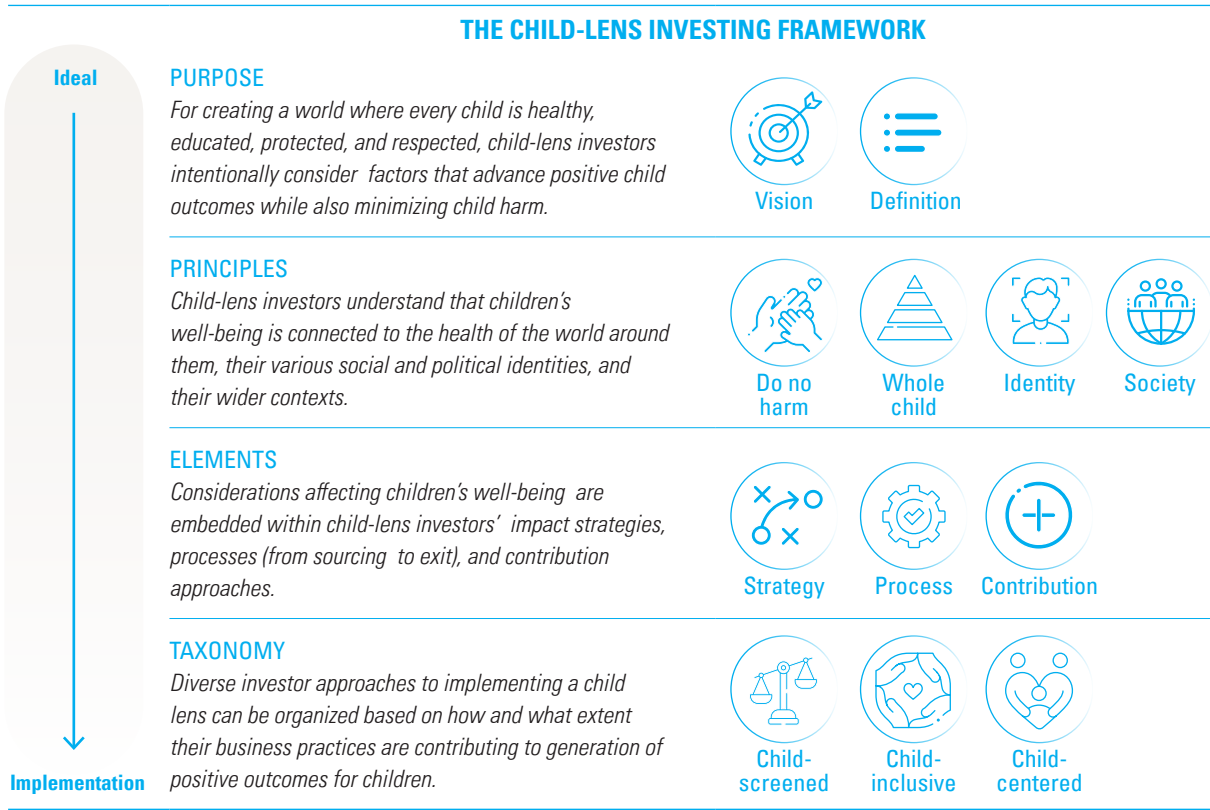 THE CHILD-LENS INVESTING FRAMEWORK
Ideal
PURPOSE
For creating a world where every child is healthy,
educated, protected, and respected, child-lens investors
intentionally consider factors that advance positive child
outcomes while also minimizing child harm.
Vision
Definition
PRINCIPLES
Child-lens investors understand that children’s
well-being is connected to the health of the world around
them, their various social and political identities, and
their wider contexts.
Do no
harm
Whole
child
Identity
Society
ELEMENTS
Considerations affecting children’s well-being are
embedded within child-lens investors’ impact strategies,
processes (from sourcing to exit), and contribution
approaches.
Strategy
Process
Contribution
TAXONOMY
Diverse investor approaches to implementing a child
lens can be organized based on how and what extent
their business practices are contributing to generation of
positive outcomes for children.
Child-
screened
Child-
inclusive
Child-
centered
Implementation